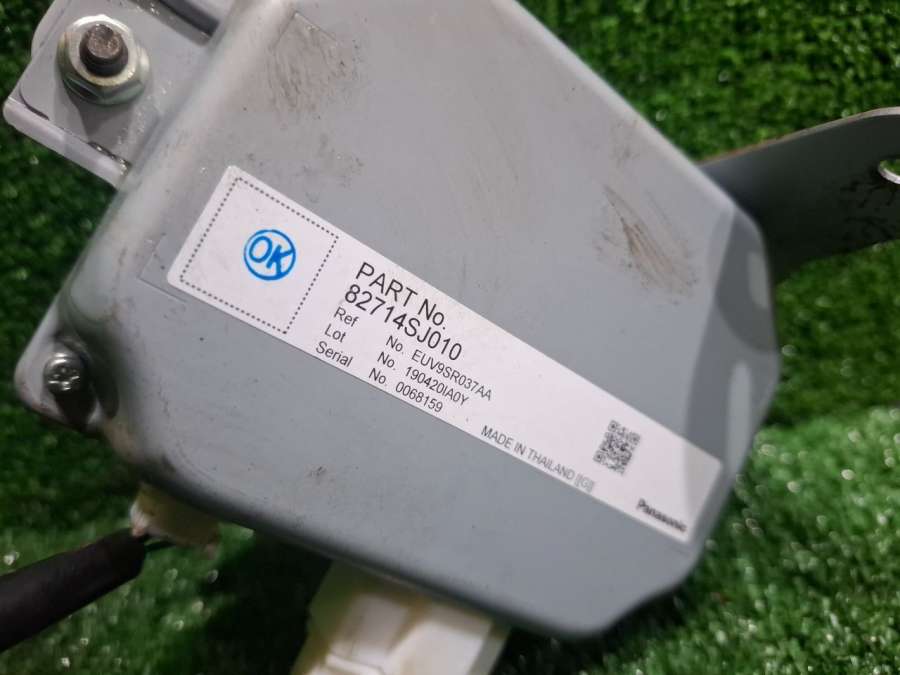 OK
PART No.
82714SJ010
Ref No. EUV9SR037AA
Lot No. 190420IA0Y
Serial No. 0068159
MADE IN THAILAND [[G]]
Panasonic